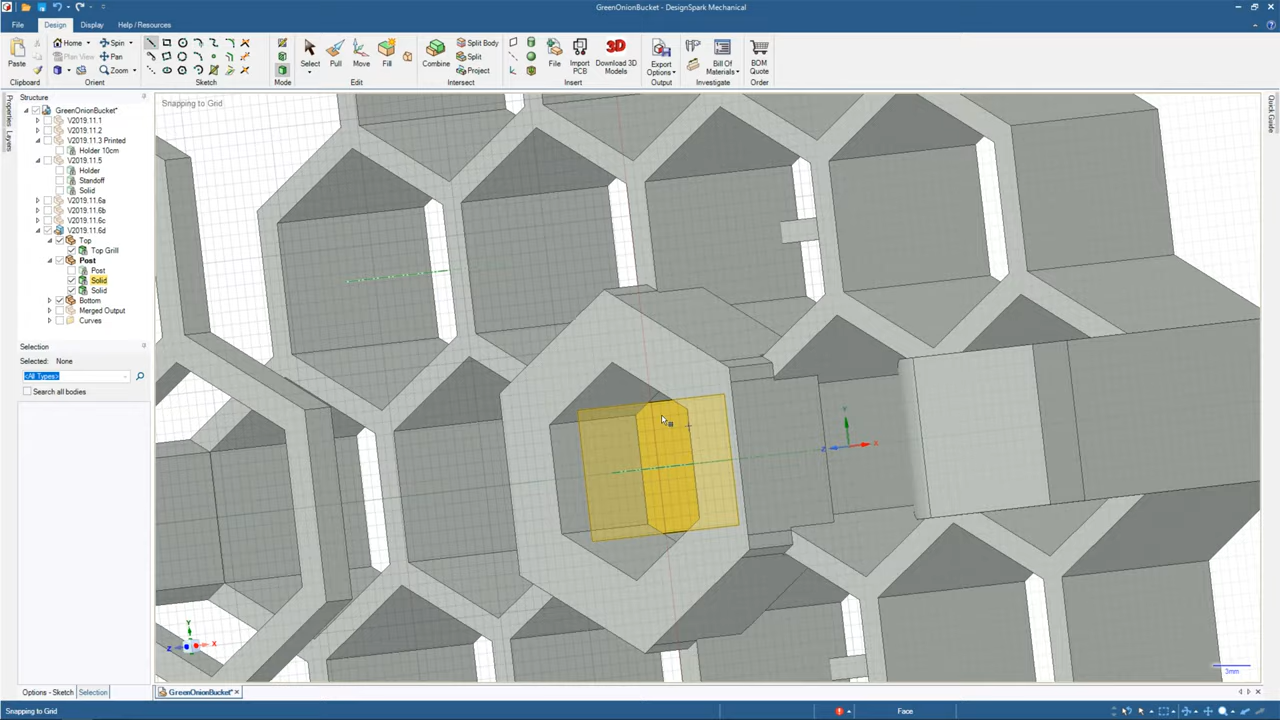 GreenOnionBucket - DesignSpark Mechanical
File Design Display Help / Resources
Home Spin
Plan View Pan
Zoom
Paste
Select Pull Move Fill
Combine
Split Body
Split
Project
File Import PCB Download 3D Models
Export Options
Bill Of Materials
BOM Quote
Clipboard Orient Sketch Mode Edit Intersect Insert Output Investigate Order
Structure
Properties
Layers
Quick Guide
Snapping to Grid
GreenOnionBucket*
V2019.11.1
V2019.11.2
V2019.11.3 Printed
Holder 10cm
V2019.11.5
Holder
Standoff
Solid
V2019.11.6a
V2019.11.6b
V2019.11.6c
V2019.11.6d
Top
Top Grill
Post
Post
Solid
Solid
Bottom
Merged Output
Curves
Selection
Selected: None
<All Types>
Search all bodies
Y
X
Z
Y
X
Z
3mm
Options - Sketch Selection
GreenOnionBucket*
Snapping to Grid
Face